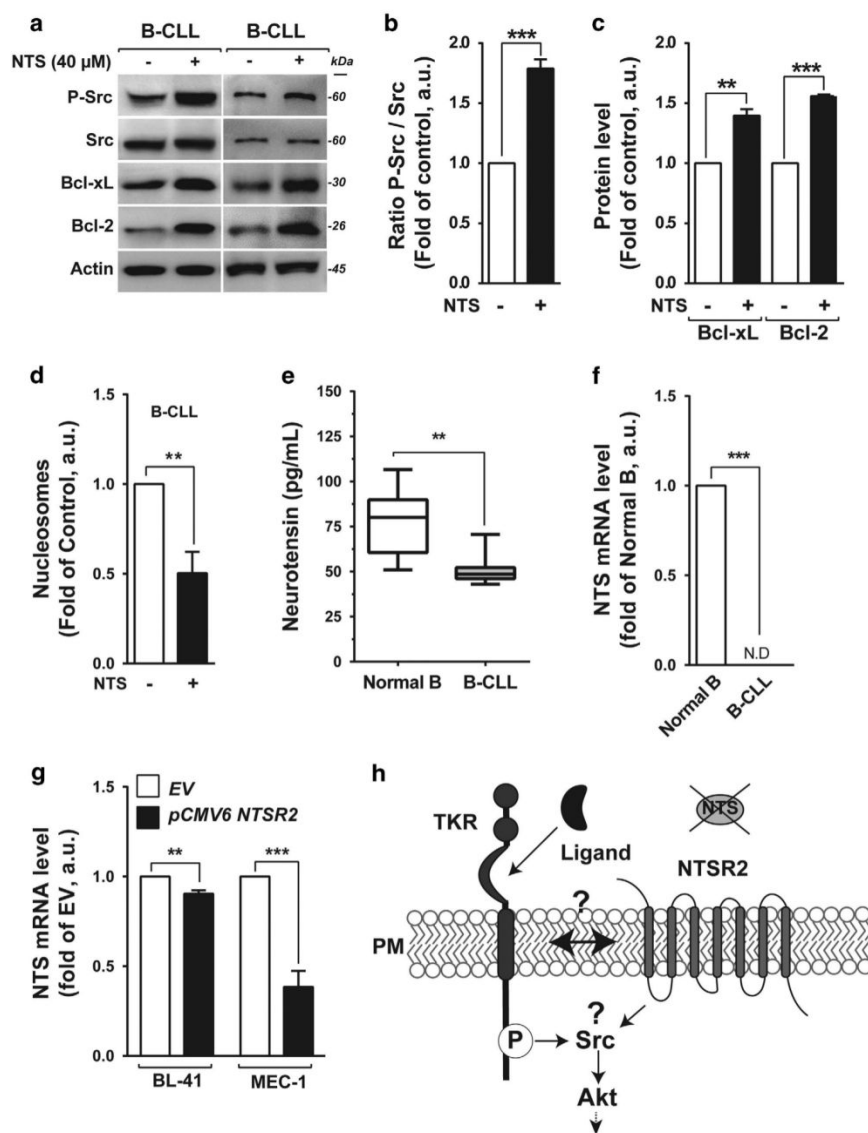 a
B-CLL B-CLL
NTS (40 µM) - + - + kDa
P-Src -60
Src -60
Bcl-xL -30
Bcl-2 -26
Actin -45
b
Ratio P-Src / Src
(Fold of control, a.u.)
2.0
1.5
1.0
0.5
0.0
***
NTS - +
c
Protein level
(Fold of control, a.u.)
2.0
1.5
1.0
0.5
0.0
** ***
NTS - + - +
Bcl-xL Bcl-2
d
Nucleosomes
(Fold of Control, a.u.)
1.5
1.0
0.5
0.0
B-CLL
**
NTS - +
e
Neurotensin (pg/mL)
150
125
100
75
50
25
0
**
Normal B B-CLL
f
NTS mRNA level
(fold of Normal B, a.u.)
1.5
1.0
0.5
0.0
***
N.D
Normal B B-CLL
g
NTS mRNA level
(fold of EV, a.u.)
1.5
1.0
0.5
0.0
EV
pCMV6 NTSR2
** ***
BL-41 MEC-1
h
TKR
Ligand
NTS
NTSR2
?
PM
?
P Src
Akt